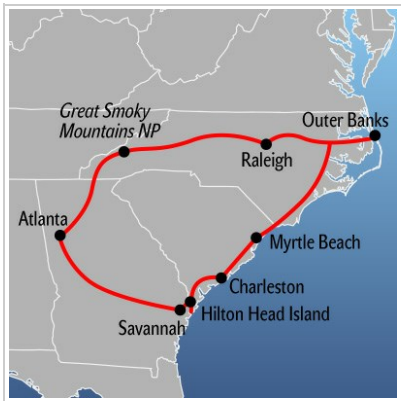 Great Smoky
Mountains NP
Outer Banks
Raleigh
Atlanta
Myrtle Beach
Charleston
Hilton Head Island
Savannah